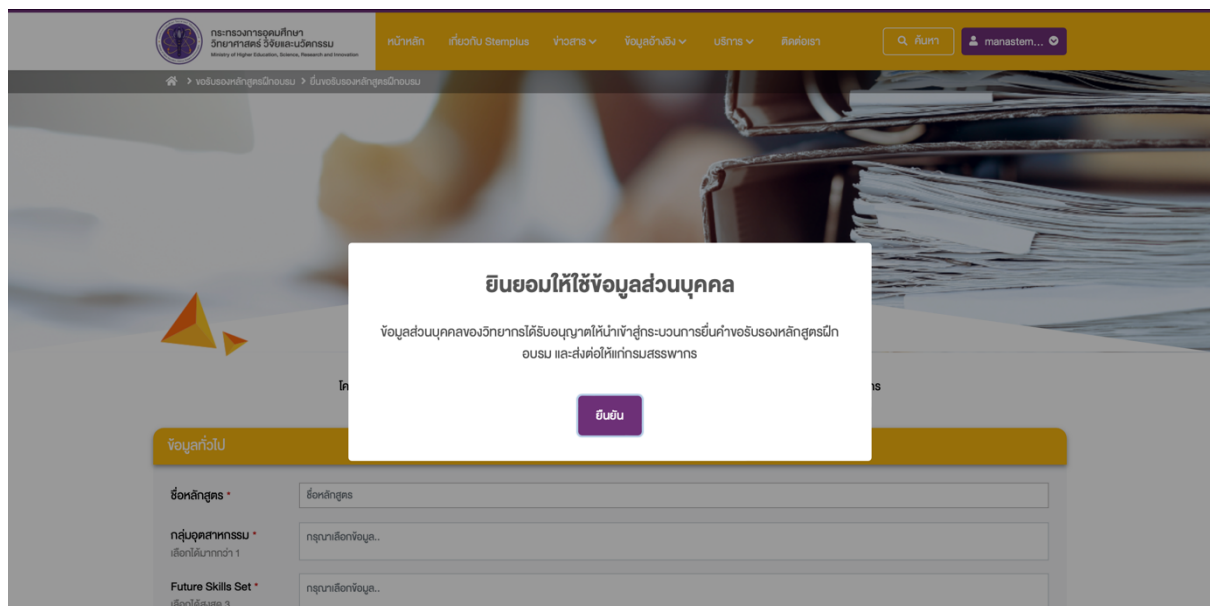 กระทรวงการอุดมศึกษา
วิทยาศาสตร์ วิจัยและนวัตกรรม
Ministry of Higher Education, Science, Research and Innovation
หน้าหลัก เกี่ยวกับ Stemplus ข่าวสาร ข้อมูลอ้างอิง บริการ ติดต่อเรา ค้นหา manastem...
> ขอรับรองหลักสูตรฝึกอบรม > ยื่นขอรับรองหลักสูตรฝึกอบรม
ยินยอมให้ใช้ข้อมูลส่วนบุคคล
ข้อมูลส่วนบุคคลของวิทยากรได้รับอนุญาตให้นำเข้าสู่กระบวนการยื่นคำขอรับรองหลักสูตรฝึก
อบรม และส่งต่อให้แก่กรมสรรพากร
ยืนยัน
ข้อมูลทั่วไป
ชื่อหลักสูตร * ชื่อหลักสูตร
กลุ่มอุตสาหกรรม * กรุณาเลือกข้อมูล..
เลือกได้มากกว่า 1
Future Skills Set * กรุณาเลือกข้อมูล..
เลือกได้สูงสุด 3